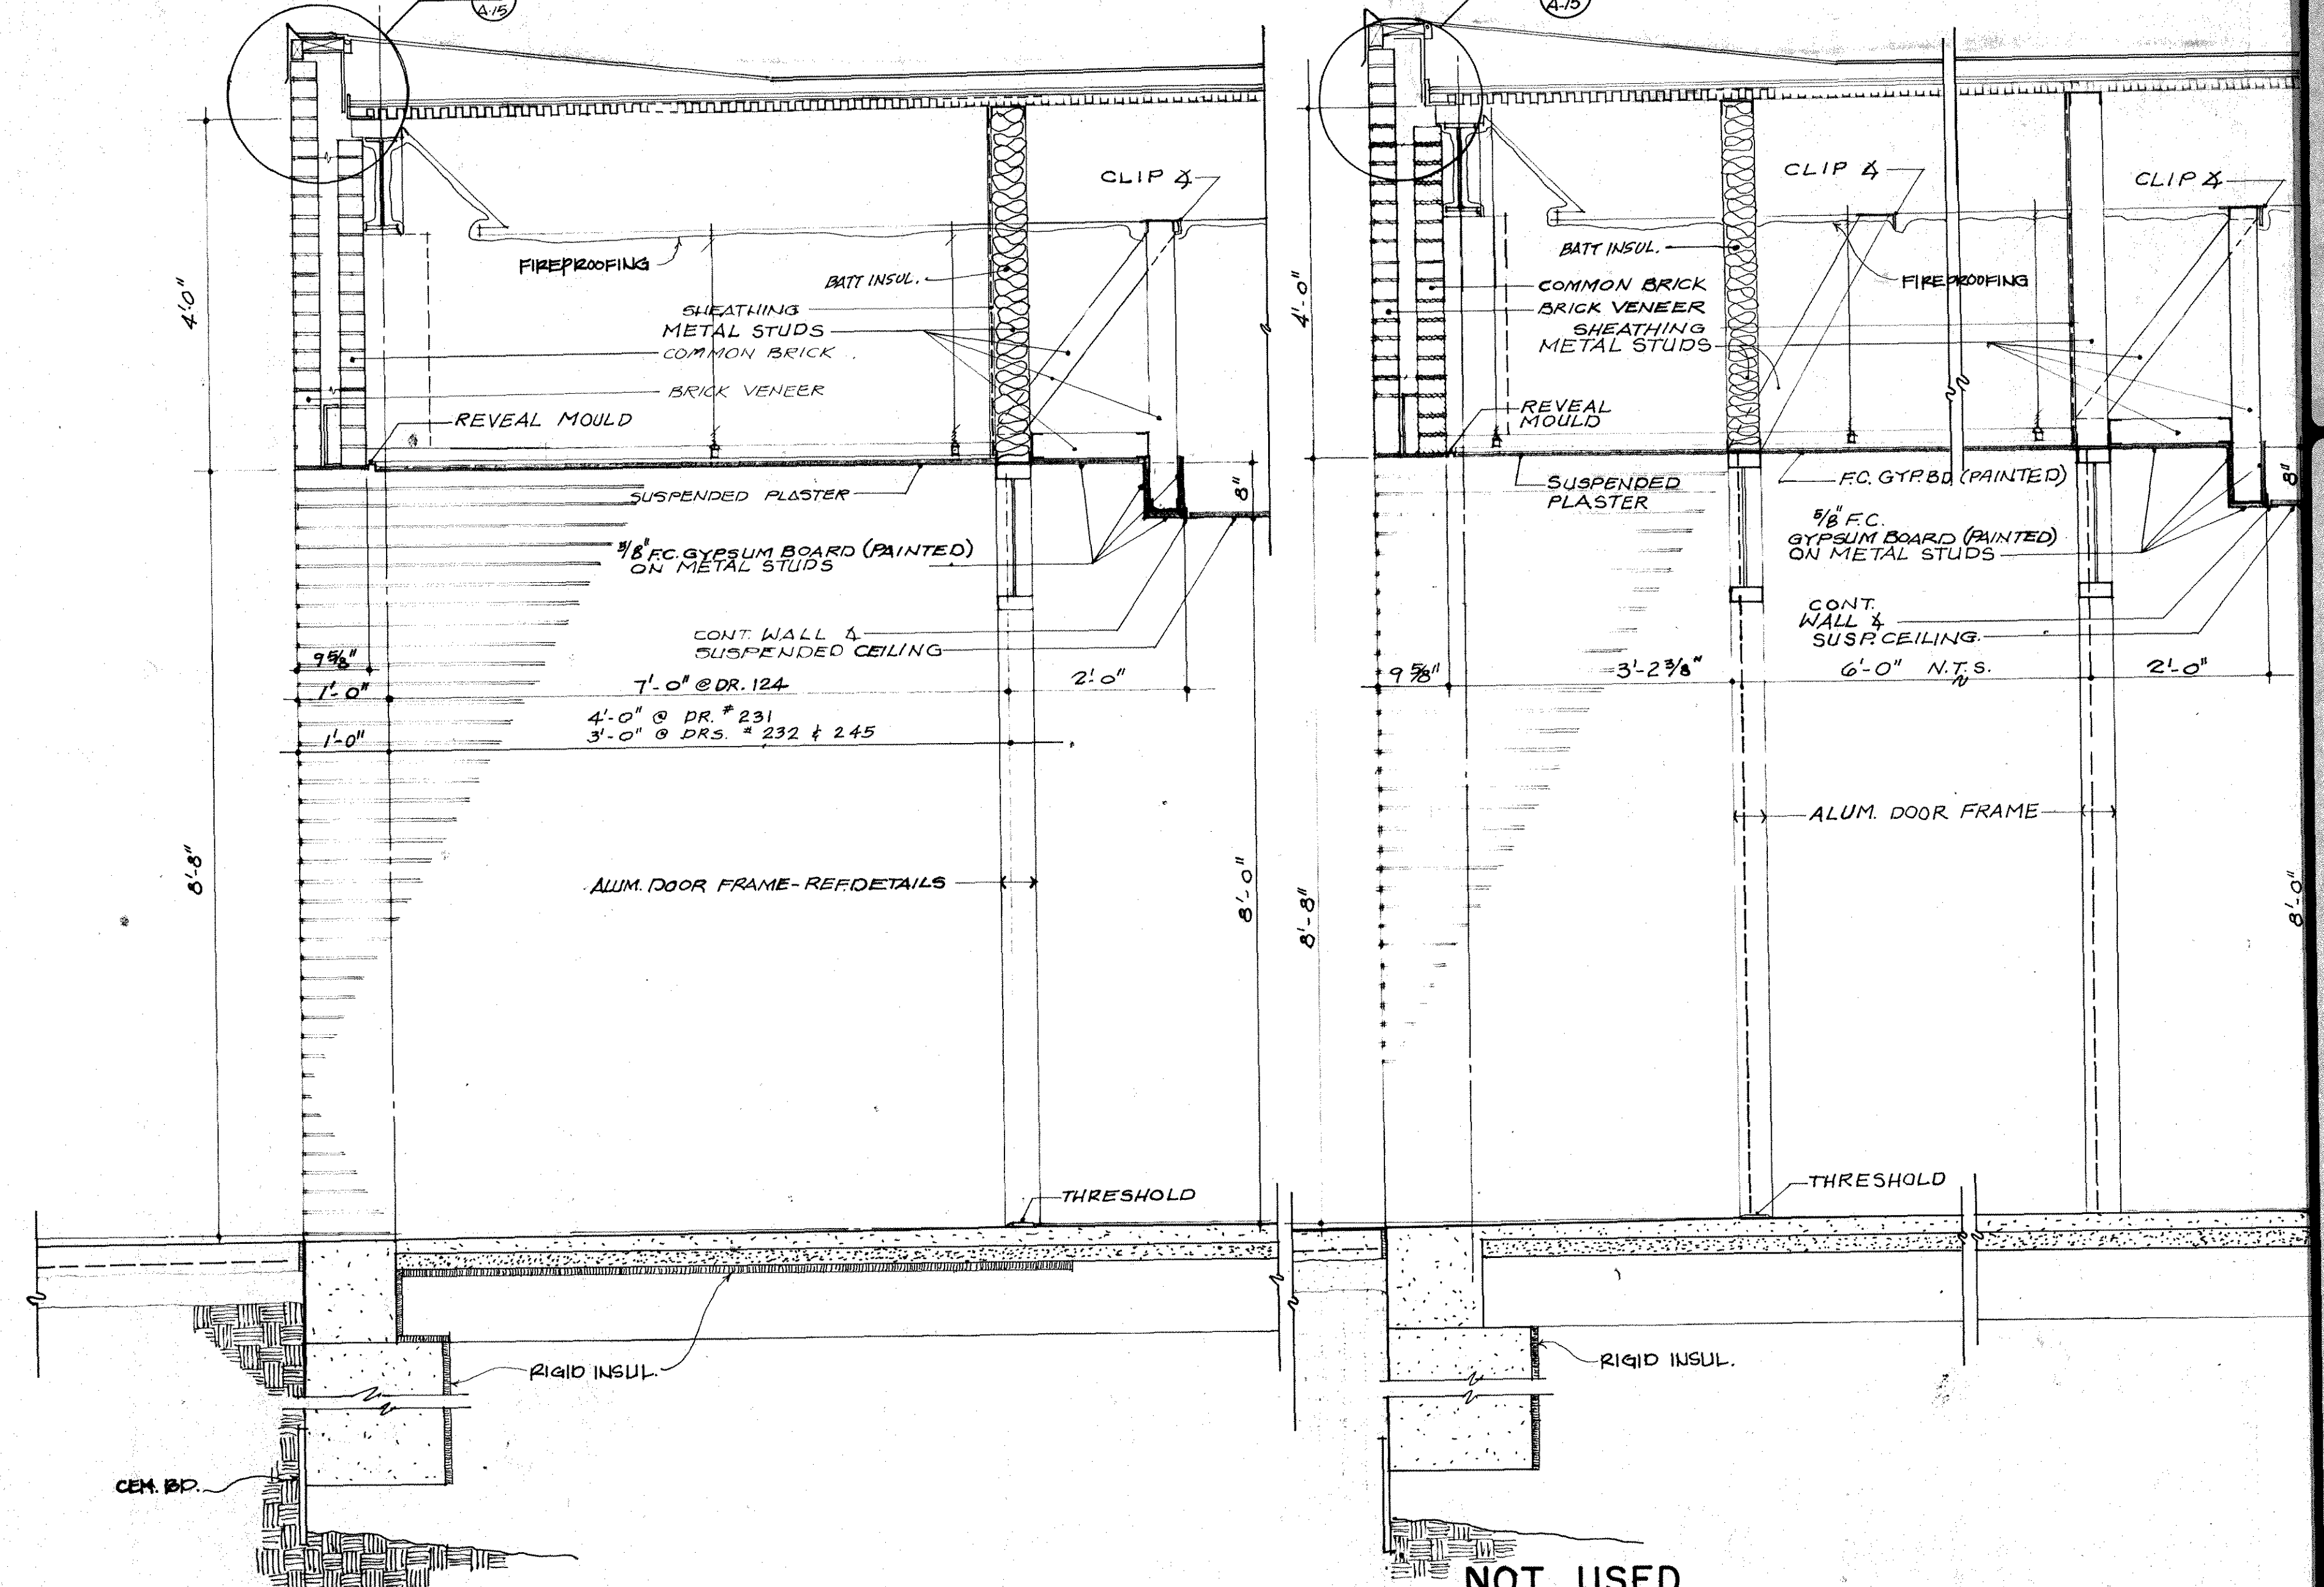 A-15
4'-0"
CLIP ∡
FIREPROOFING
BATT INSUL.
SHEATHING
METAL STUDS
COMMON BRICK
BRICK VENEER
REVEAL MOULD
SUSPENDED PLASTER
8"
5/8" F.C. GYPSUM BOARD (PAINTED)
ON METAL STUDS
CONT. WALL ∡
SUSPENDED CEILING
9 5/8"
1'-0"
7'-0" @ DR. 124
2'-0"
4'-0" @ DR. # 231
3'-0" @ DRS. # 232 & 245
1'-0"
8'-8"
ALUM. DOOR FRAME-REF. DETAILS
8'-0"
THRESHOLD
RIGID INSUL.
CEM. BD.
A-15
4'-0"
CLIP ∡
CLIP ∡
BATT INSUL.
FIREPROOFING
COMMON BRICK
BRICK VENEER
SHEATHING
METAL STUDS
REVEAL
MOULD
SUSPENDED
PLASTER
F.C. GYP. BD (PAINTED)
8"
5/8" F.C.
GYPSUM BOARD (PAINTED)
ON METAL STUDS
CONT.
WALL ∡
SUSP. CEILING
9 5/8"
3'-2 3/8"
6'-0" N.T.S.
2'-0"
ALUM. DOOR FRAME
8'-8"
8'-0"
THRESHOLD
RIGID INSUL.
NOT USED